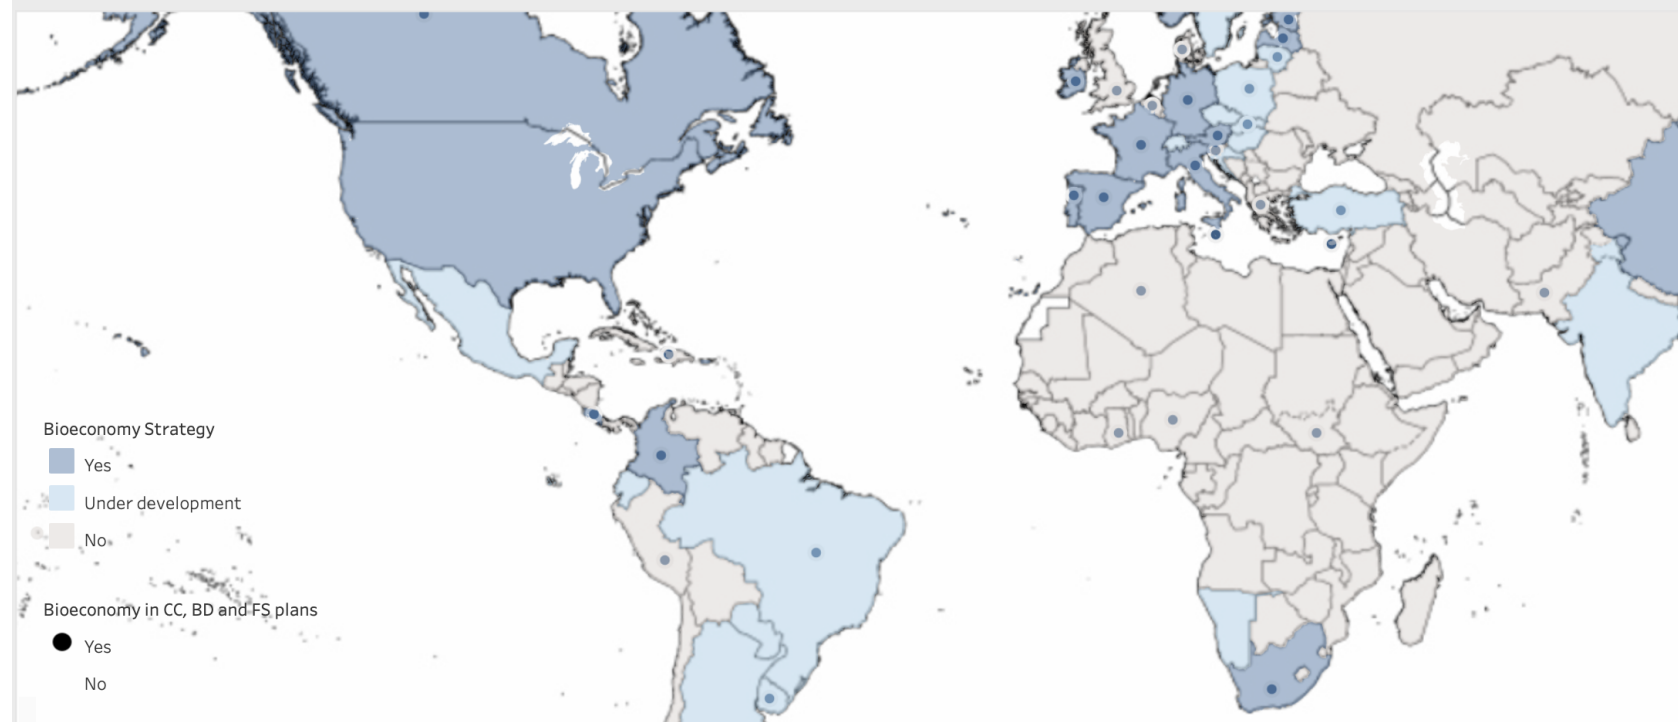 Bioeconomy Strategy
Yes
Under development
No
Bioeconomy in CC, BD and FS plans
Yes
No